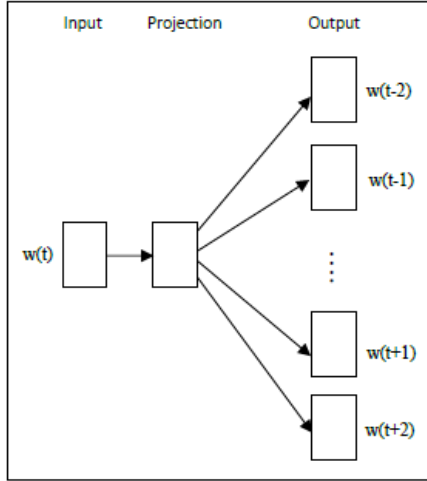 Input Projection Output
w(t-2)
w(t-1)
w(t)
w(t+1)
w(t+2)